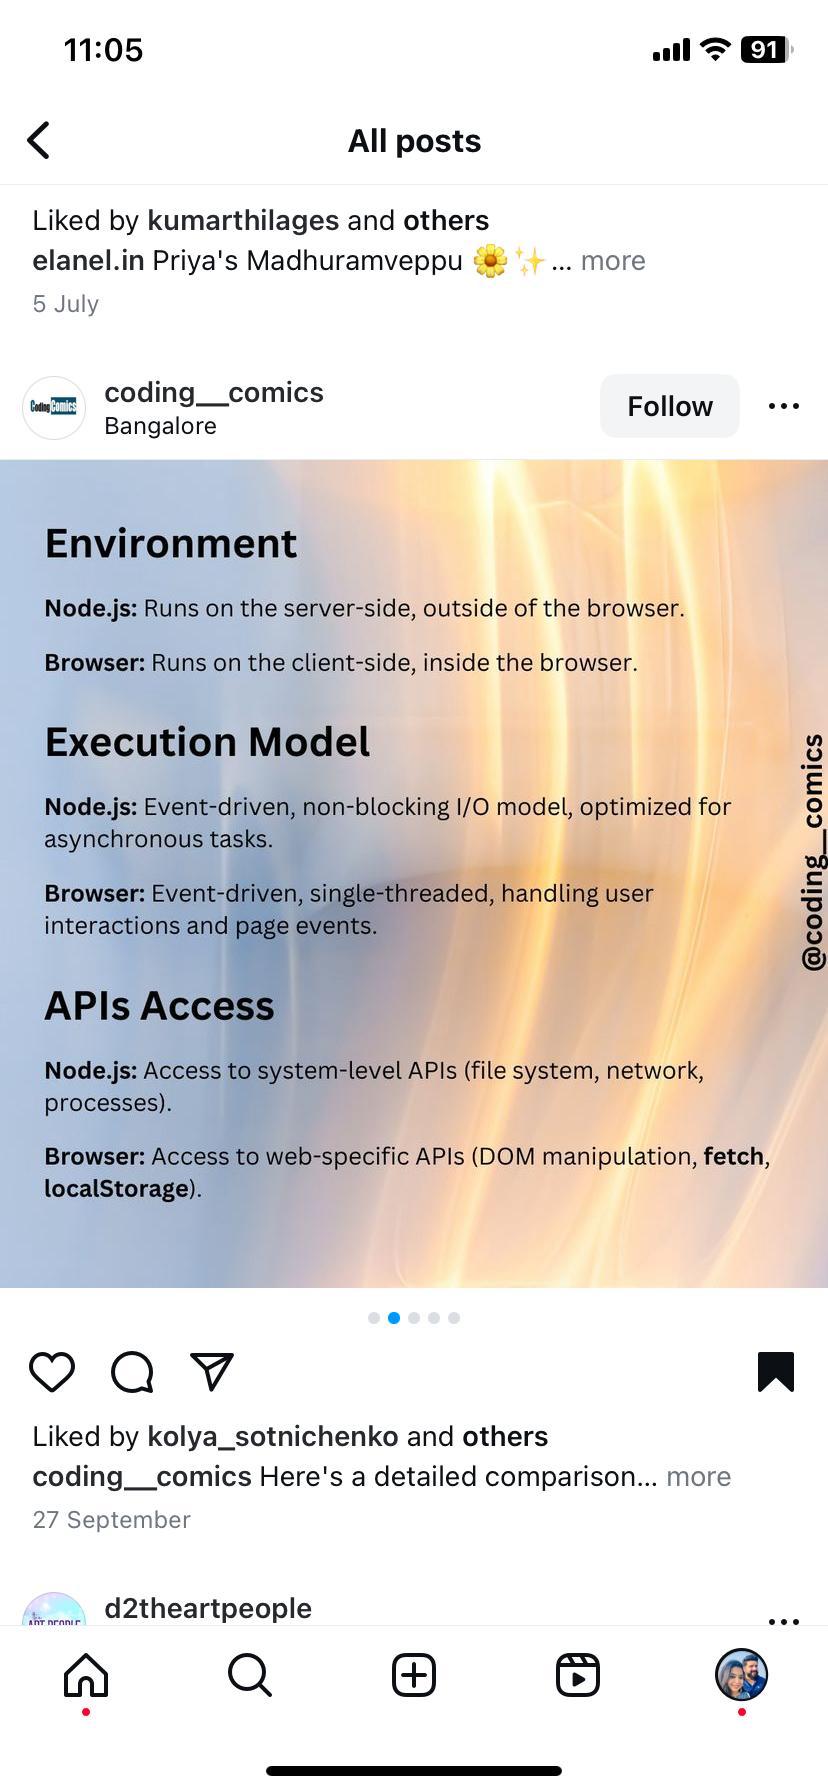 11:05
91
All posts
Liked by kumarthilages and others
elanel.in Priya's Madhuramveppu 🌼✨... more
5 July
Coding Comics
coding__comics
Bangalore
Follow
Environment
Node.js: Runs on the server-side, outside of the browser.
Browser: Runs on the client-side, inside the browser.
Execution Model
Node.js: Event-driven, non-blocking I/O model, optimized for
asynchronous tasks.
Browser: Event-driven, single-threaded, handling user
interactions and page events.
APIs Access
Node.js: Access to system-level APIs (file system, network,
processes).
Browser: Access to web-specific APIs (DOM manipulation, fetch,
localStorage).
@coding__comics
Liked by kolya_sotnichenko and others
coding__comics Here's a detailed comparison... more
27 September
d2theartpeople
ART PEOPLE